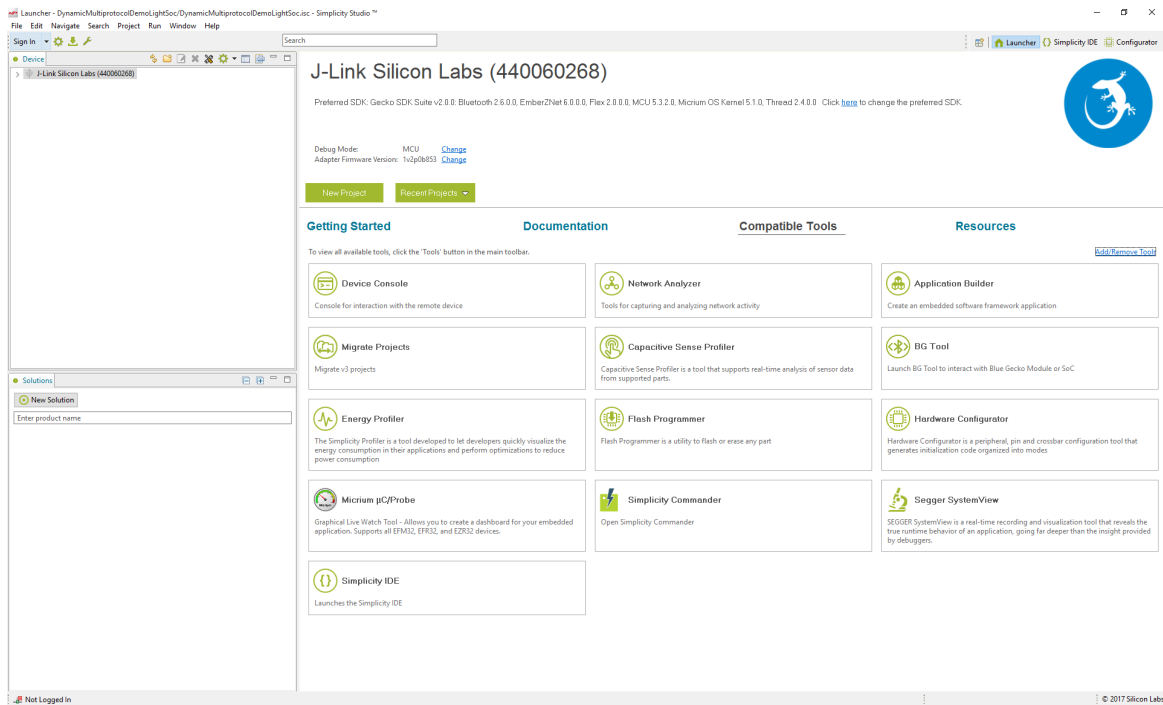 Launcher - DynamicMultiprotocolDemoLightSoc/DynamicMultiprotocolDemoLightSoc.isc - Simplicity Studio ™
File Edit Navigate Search Project Run Window Help
Sign In
Search
Launcher
Simplicity IDE
Configurator
Device
J-Link Silicon Labs (440060268)
J-Link Silicon Labs (440060268)
Preferred SDK: Gecko SDK Suite v2.0.0: Bluetooth 2.6.0.0, EmberZNet 6.0.0.0, Flex 2.0.0.0, MCU 5.3.2.0, Micrium OS Kernel 5.1.0, Thread 2.4.0.0 Click here to change the preferred SDK.
Debug Mode: MCU Change
Adapter Firmware Version: 1v2p0b853 Change
New Project
Recent Projects
Getting Started
Documentation
Compatible Tools
Resources
To view all available tools, click the 'Tools' button in the main toolbar.
Add/Remove Tools
Device Console
Console for interaction with the remote device
Network Analyzer
Tools for capturing and analyzing network activity
Application Builder
Create an embedded software framework application
Migrate Projects
Migrate v3 projects
Capacitive Sense Profiler
Capacitive Sense Profiler is a tool that supports real-time analysis of sensor data
from supported parts.
BG Tool
Launch BG Tool to interact with Blue Gecko Module or SoC
Energy Profiler
The Simplicity Profiler is a tool developed to let developers quickly visualize the
energy consumption in their applications and perform optimizations to reduce
power consumption
Flash Programmer
Flash Programmer is a utility to flash or erase any part
Hardware Configurator
Hardware Configurator is a peripheral, pin and crossbar configuration tool that
generates initialization code organized into modes
Micrium µC/Probe
Graphical Live Watch Tool - Allows you to create a dashboard for your embedded
application. Supports all EFM32, EFR32, and EZR32 devices.
Simplicity Commander
Open Simplicity Commander
Segger SystemView
SEGGER SystemView is a real-time recording and visualization tool that reveals the
true runtime behavior of an application, going far deeper than the insight provided
by debuggers.
Simplicity IDE
Launches the Simplicity IDE
Solutions
New Solution
Enter product name
Not Logged In
© 2017 Silicon Labs